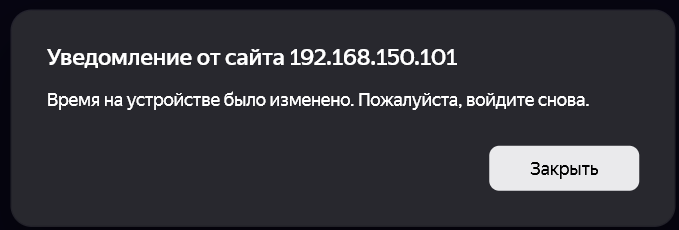 Уведомление от сайта 192.168.150.101
Время на устройстве было изменено. Пожалуйста, войдите снова.
Закрыть